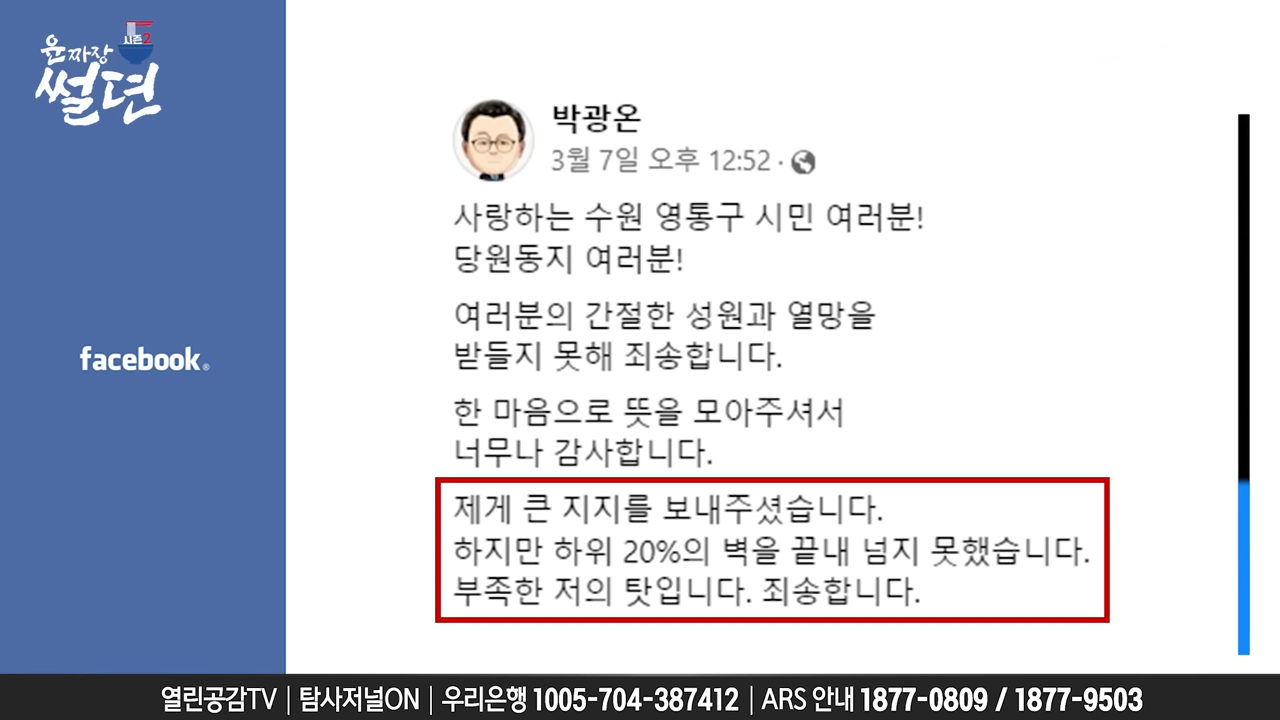 윤짜장
시즌2
썰뎐
facebook®
박광온
3월 7일 오후 12:52 ·
사랑하는 수원 영통구 시민 여러분!
당원동지 여러분!
여러분의 간절한 성원과 열망을
받들지 못해 죄송합니다.
한 마음으로 뜻을 모아주셔서
너무나 감사합니다.
제게 큰 지지를 보내주셨습니다.
하지만 하위 20%의 벽을 끝내 넘지 못했습니다.
부족한 저의 탓입니다. 죄송합니다.
열린공감TV | 탐사저널ON | 우리은행 1005-704-387412 | ARS 안내 1877-0809 / 1877-9503